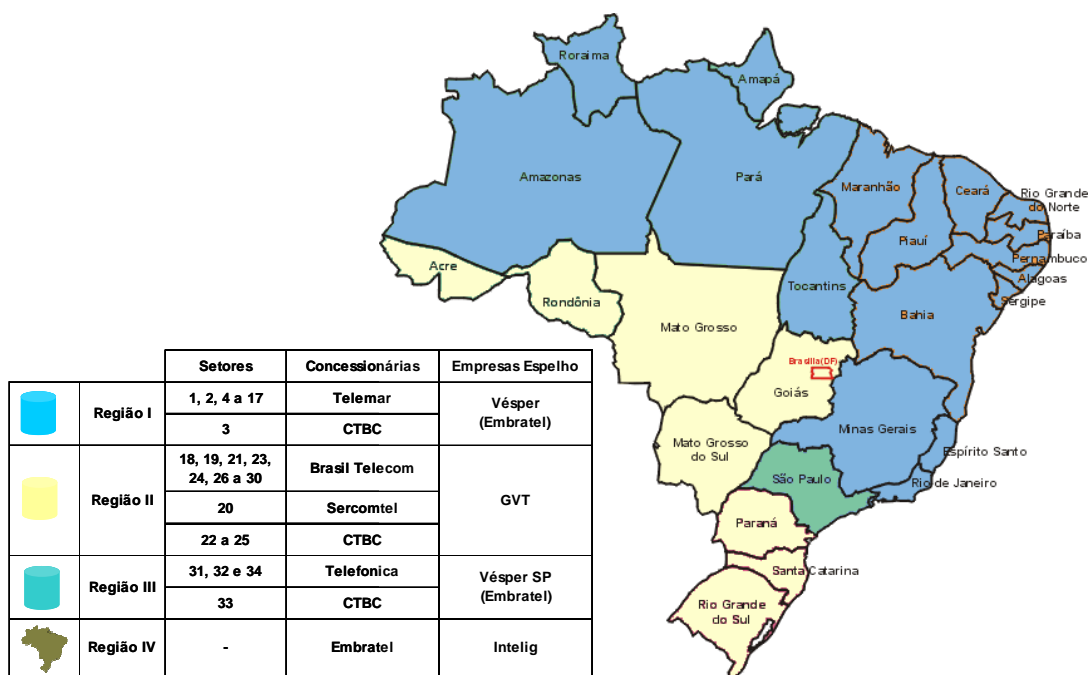 Roraima
Amapá
Amazonas
Pará
Maranhão
Ceará
Rio Grande
do Norte
Paraíba
Piauí
Pernambuco
Acre
Alagoas
Tocantins
Rondônia
Sergipe
Bahia
Mato Grosso
Brasília(DF)
Goiás
Minas Gerais
Mato Grosso
do Sul
Espírito Santo
São Paulo
Rio de Janeiro
Paraná
Santa Catarina
Rio Grande
do Sul
Setores Concessionárias Empresas Espelho
Região I
1, 2, 4 a 17 Telemar
3 CTBC
Vésper
(Embratel)
Região II
18, 19, 21, 23,
24, 26 a 30
Brasil Telecom
20 Sercomtel
22 a 25 CTBC
GVT
Região III
31, 32 e 34 Telefonica
33 CTBC
Vésper SP
(Embratel)
Região IV - Embratel Intelig